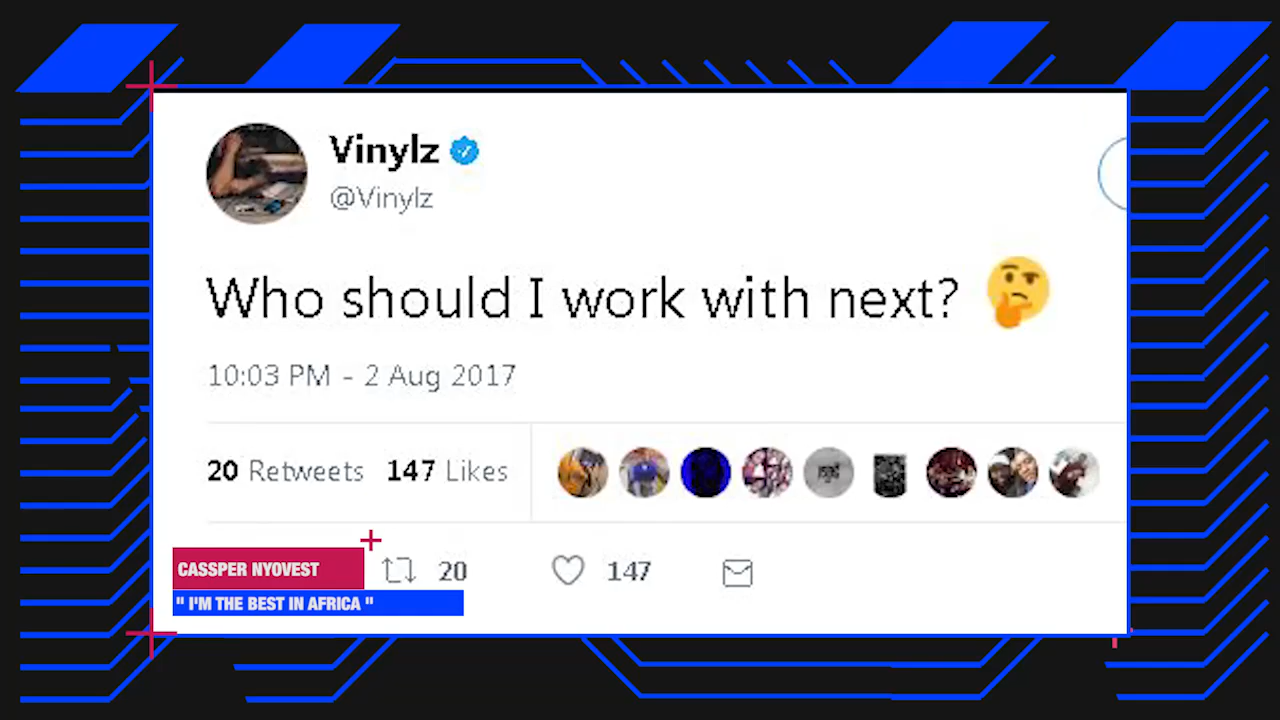 Vinylz
@Vinylz
Who should I work with next? 🤔
10:03 PM - 2 Aug 2017
20 Retweets 147 Likes
20 147
CASSPER NYOVEST
" I'M THE BEST IN AFRICA "